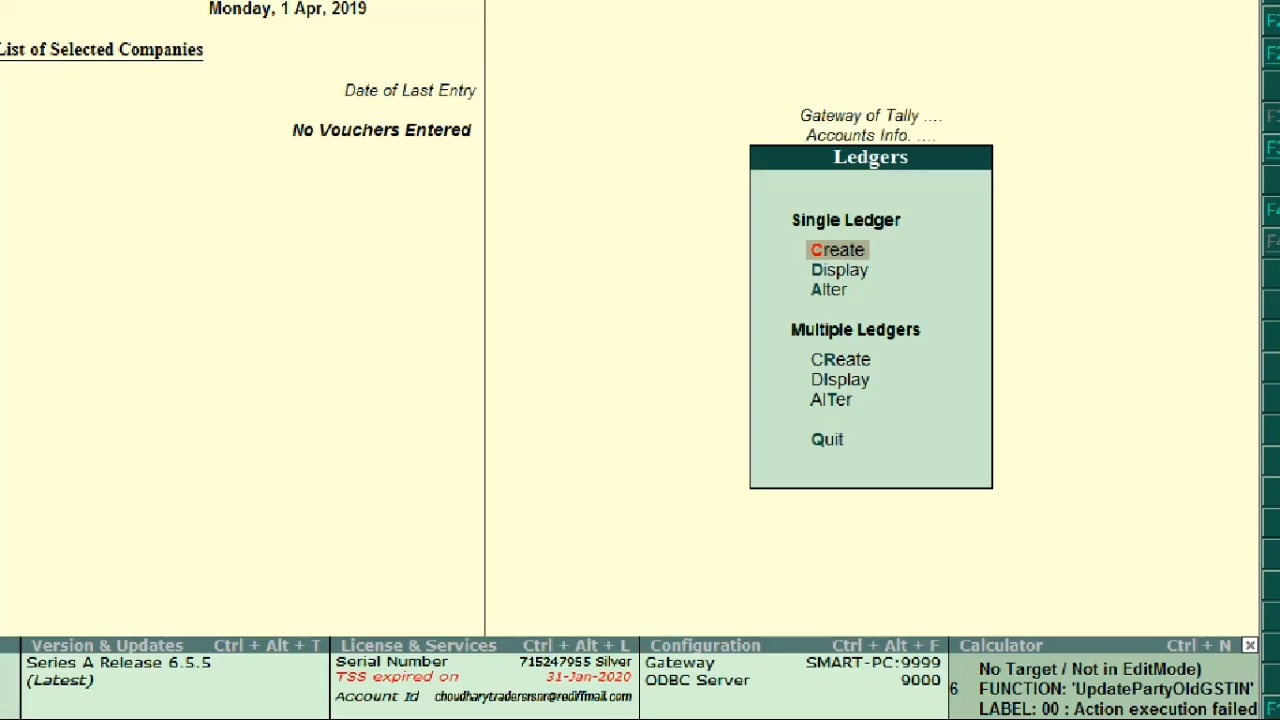 Monday, 1 Apr, 2019
List of Selected Companies
Date of Last Entry
No Vouchers Entered
Gateway of Tally ....
Accounts Info. ....
Ledgers
Single Ledger
Create
Display
Alter
Multiple Ledgers
CReate
DIsplay
AlTer
Quit
Version & Updates Ctrl + Alt + T
Series A Release 6.5.5
(Latest)
License & Services Ctrl + Alt + L
Serial Number 715247955 Silver
TSS expired on 31-Jan-2020
Account Id choudharytradersnsnr@rediffmail.com
Configuration Ctrl + Alt + F
Gateway SMART-PC:9999
ODBC Server 9000
Calculator Ctrl + N
No Target / Not in EditMode)
6 FUNCTION: 'UpdatePartyOldGSTIN'
LABEL: 00 : Action execution failed